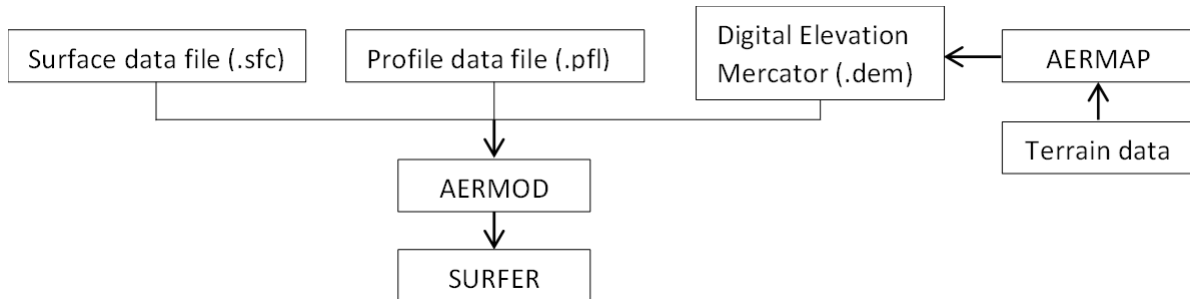 Surface data file (.sfc)
Profile data file (.pfl)
Digital Elevation
Mercator (.dem)
AERMAP
Terrain data
AERMOD
SURFER